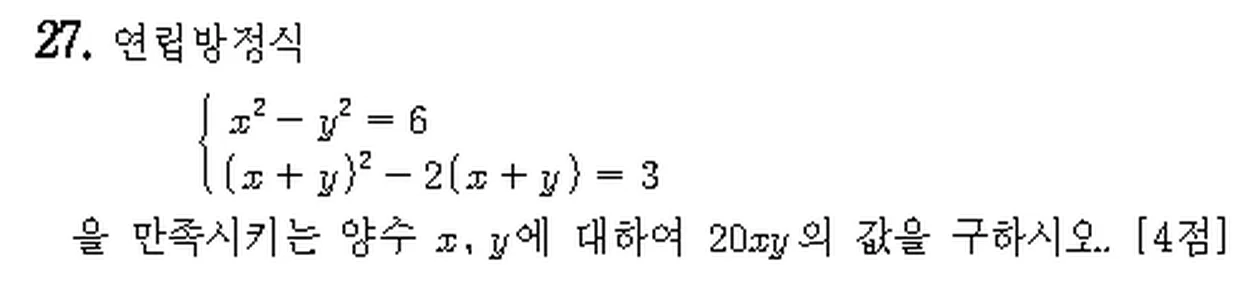 27. 연립방정식
x² − y² = 6
(x + y)² − 2(x + y) = 3
을 만족시키는 양수 x, y에 대하여 20xy의 값을 구하시오.. [4점]